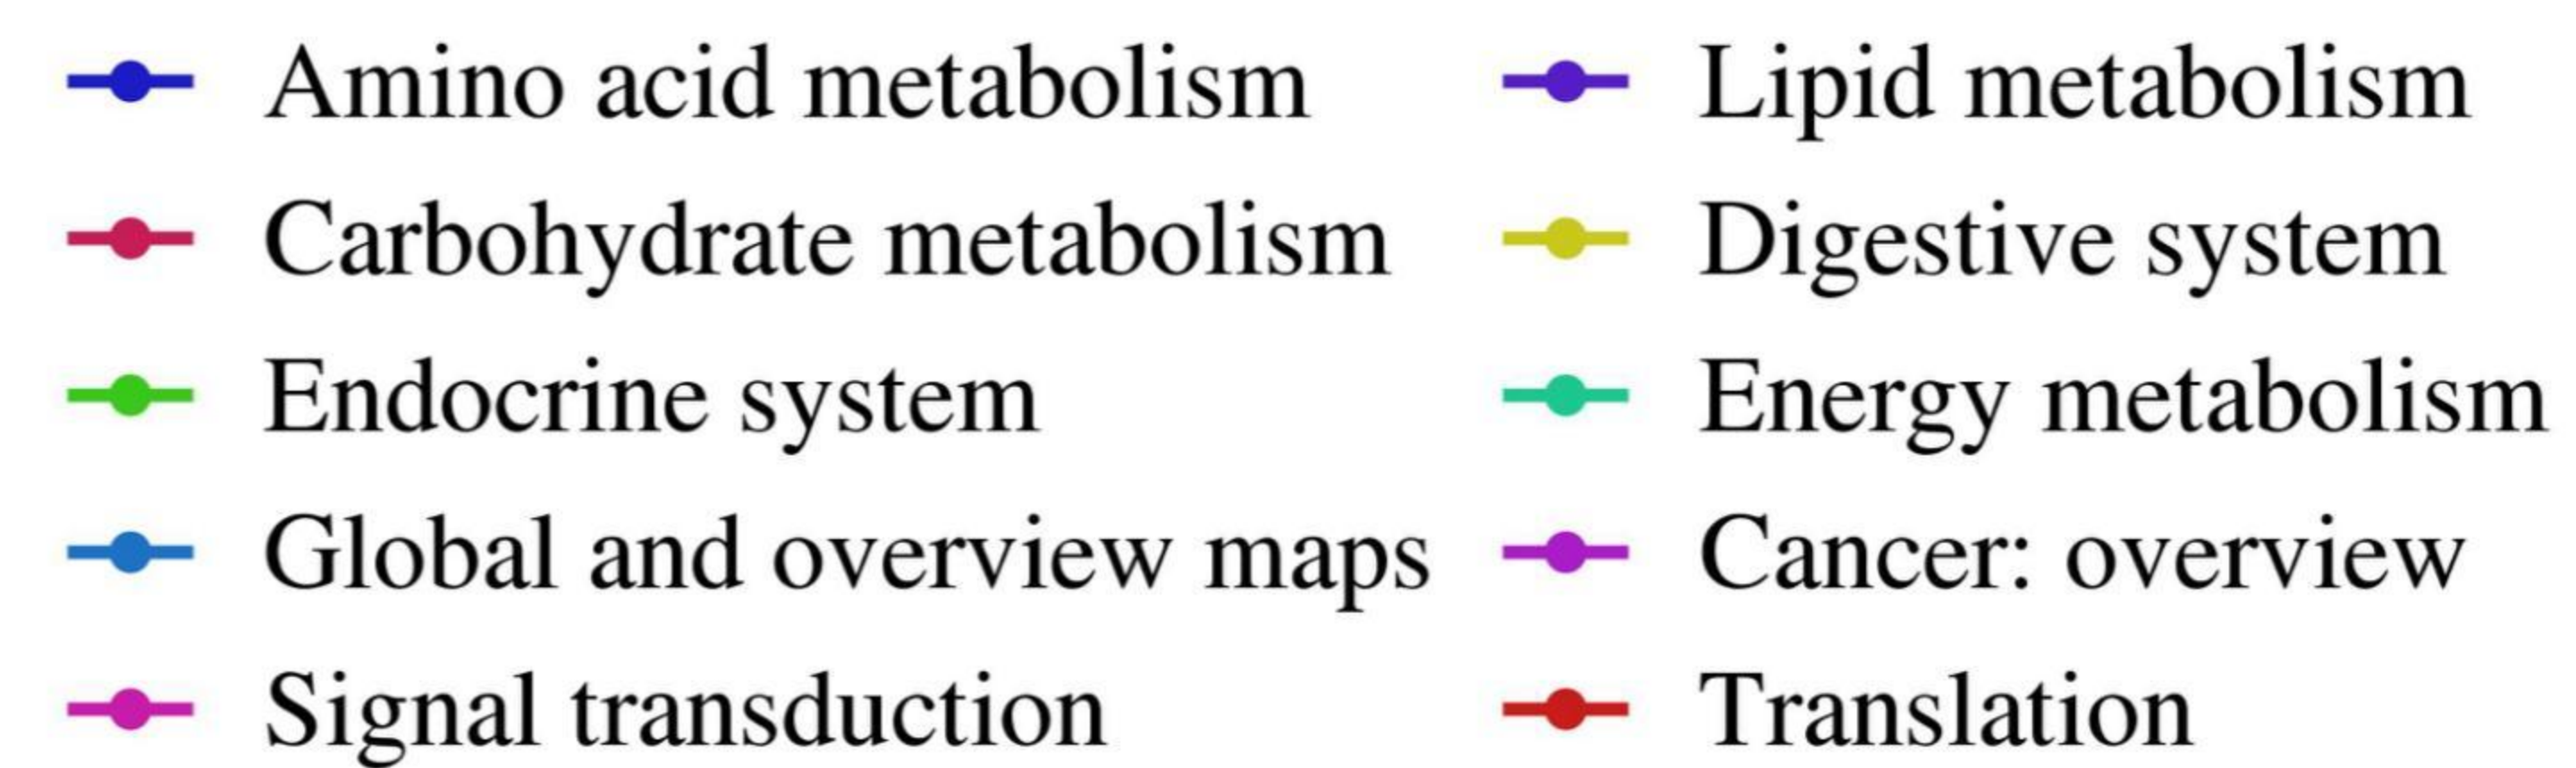 Amino acid metabolism
Carbohydrate metabolism
Endocrine system
Global and overview maps
Signal transduction
Lipid metabolism
Digestive system
Energy metabolism
Cancer: overview
Translation